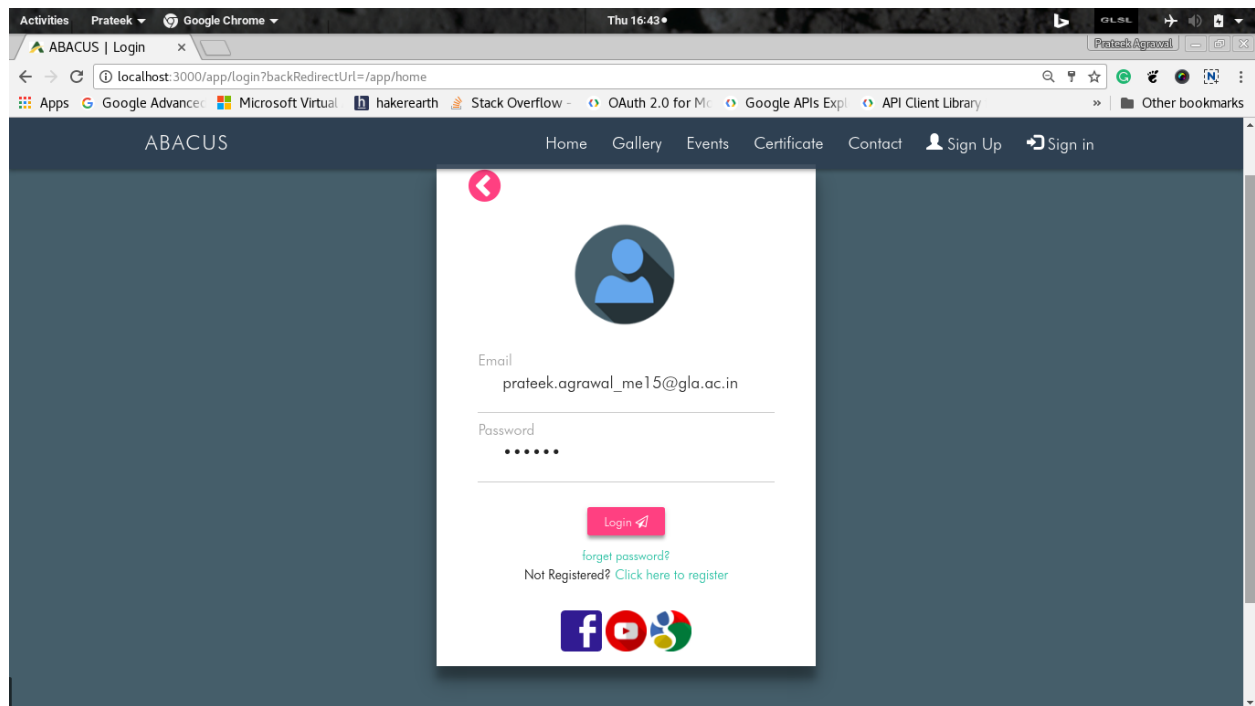 Activities Prateek Google Chrome Thu 16:43 GLSL
ABACUS | Login Prateek Agrawal
localhost:3000/app/login?backRedirectUrl=/app/home
Apps Google Advanced Microsoft Virtual hakerearth Stack Overflow - OAuth 2.0 for Mo Google APIs Expl API Client Library » Other bookmarks
ABACUS Home Gallery Events Certificate Contact Sign Up Sign in
Email
prateek.agrawal_me15@gla.ac.in
Password
••••••
Login
forget password?
Not Registered? Click here to register